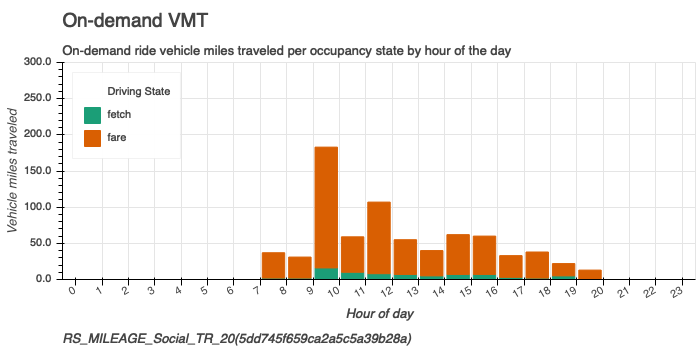 On-demand VMT
On-demand ride vehicle miles traveled per occupancy state by hour of the day
300.0
250.0
200.0
150.0
100.0
50.0
0.0
Vehicle miles traveled
Driving State
fetch
fare
0 1 2 3 4 5 6 7 8 9 10 11 12 13 14 15 16 17 18 19 20 21 22 23
Hour of day
RS_MILEAGE_Social_TR_20(5dd745f659ca2a5c5a39b28a)